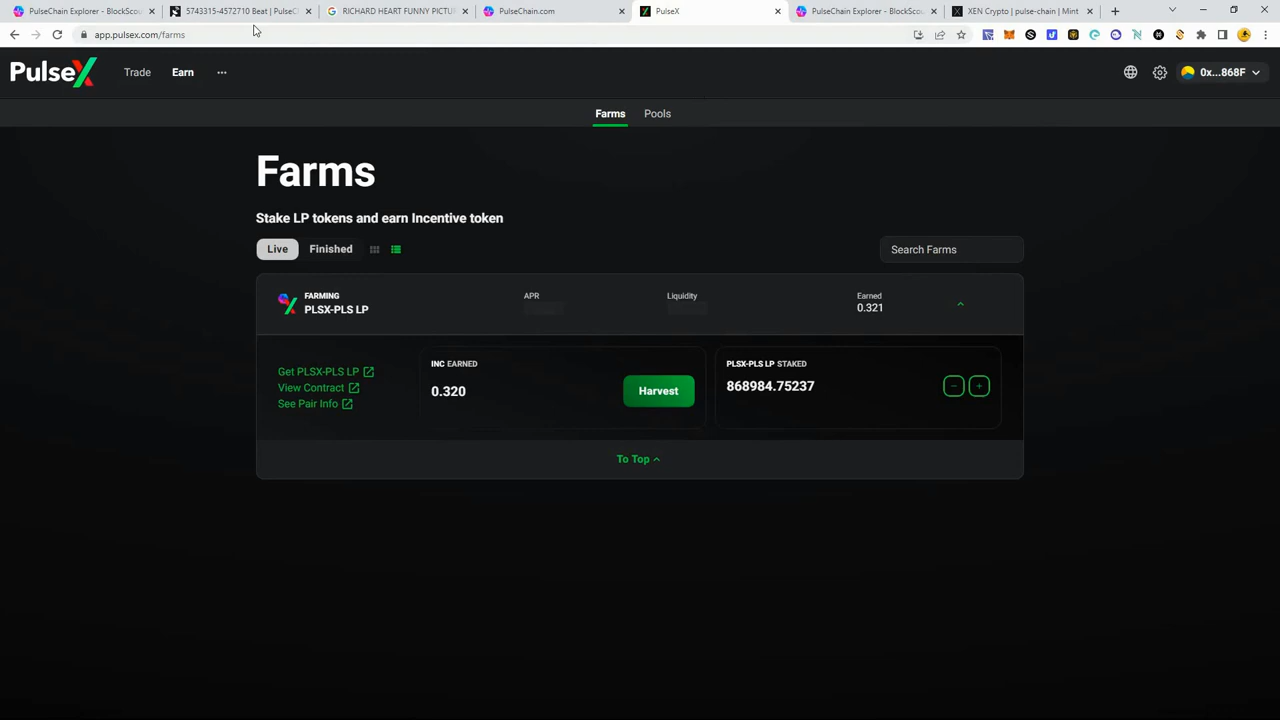 PulseChain Explorer - BlockScou
5743315-4572710 Beat | PulseCh
RICHARD HEART FUNNY PICTUR
PulseChain.com
PulseX
PulseChain Explorer - BlockScou
XEN Crypto | pulse-chain | Mint
app.pulsex.com/farms
PulseX
Trade
Earn
0x...868F
Farms
Pools
Farms
Stake LP tokens and earn Incentive token
Live
Finished
Search Farms
FARMING
PLSX-PLS LP
APR
Liquidity
Earned
0.321
Get PLSX-PLS LP
View Contract
See Pair Info
INC EARNED
0.320
Harvest
PLSX-PLS LP STAKED
868984.75237
To Top